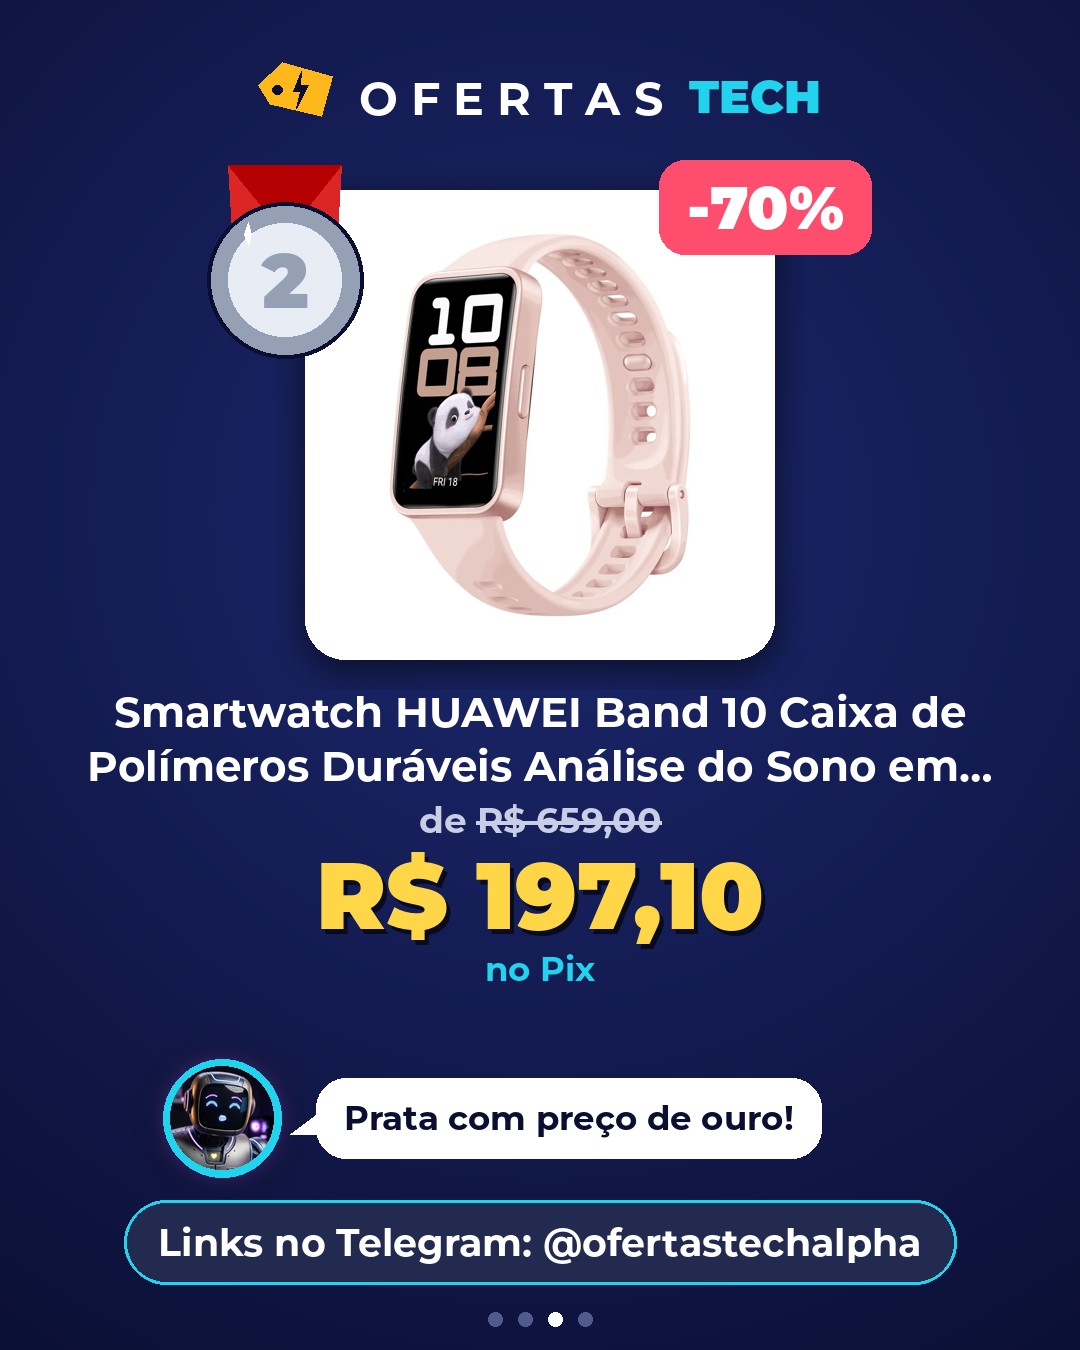 OFERTAS TECH
-70%
2
10
08
FRI 18
Smartwatch HUAWEI Band 10 Caixa de
Polímeros Duráveis Análise do Sono em...
de R$ 659,00
R$ 197,10
no Pix
Prata com preço de ouro!
Links no Telegram: @ofertastechalpha